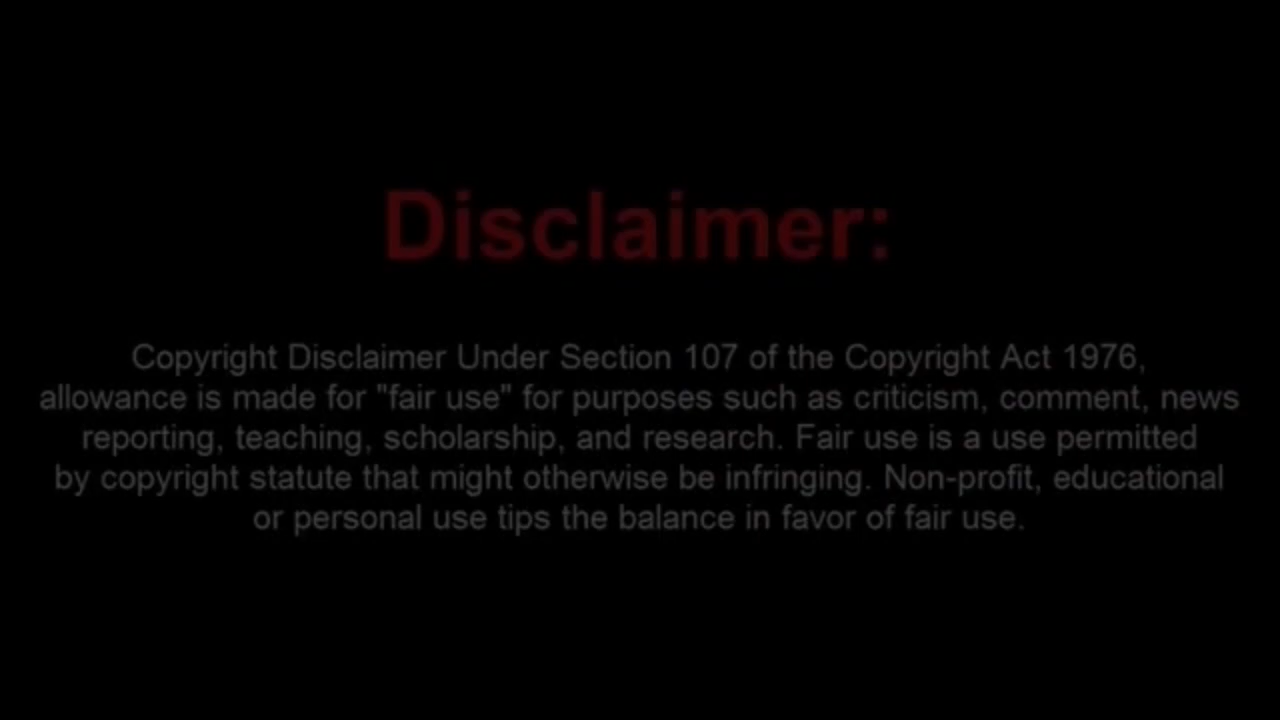 Disclaimer:
Copyright Disclaimer Under Section 107 of the Copyright Act 1976,
allowance is made for "fair use" for purposes such as criticism, comment, news
reporting, teaching, scholarship, and research. Fair use is a use permitted
by copyright statute that might otherwise be infringing. Non-profit, educational
or personal use tips the balance in favor of fair use.